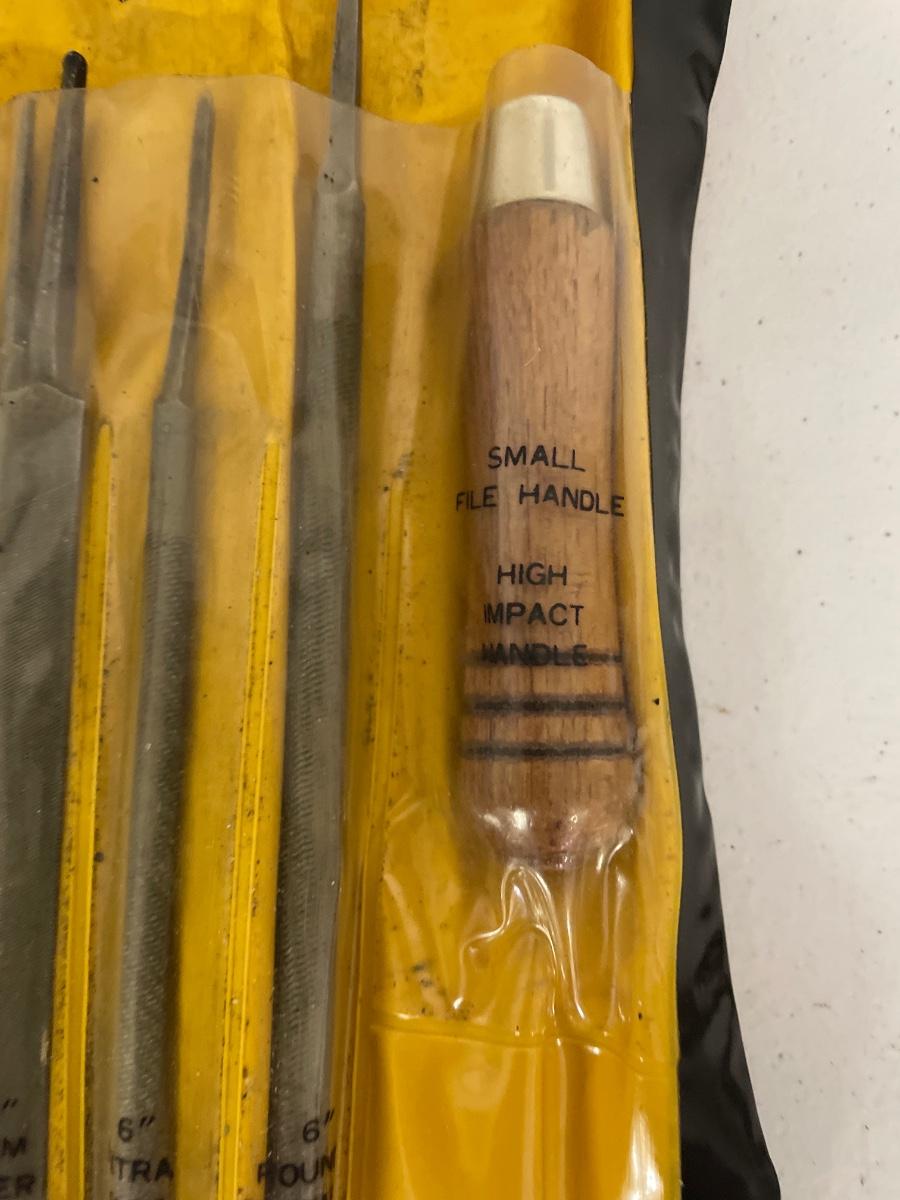 SMALL
FILE HANDLE
HIGH
IMPACT
HANDLE
6" 6"